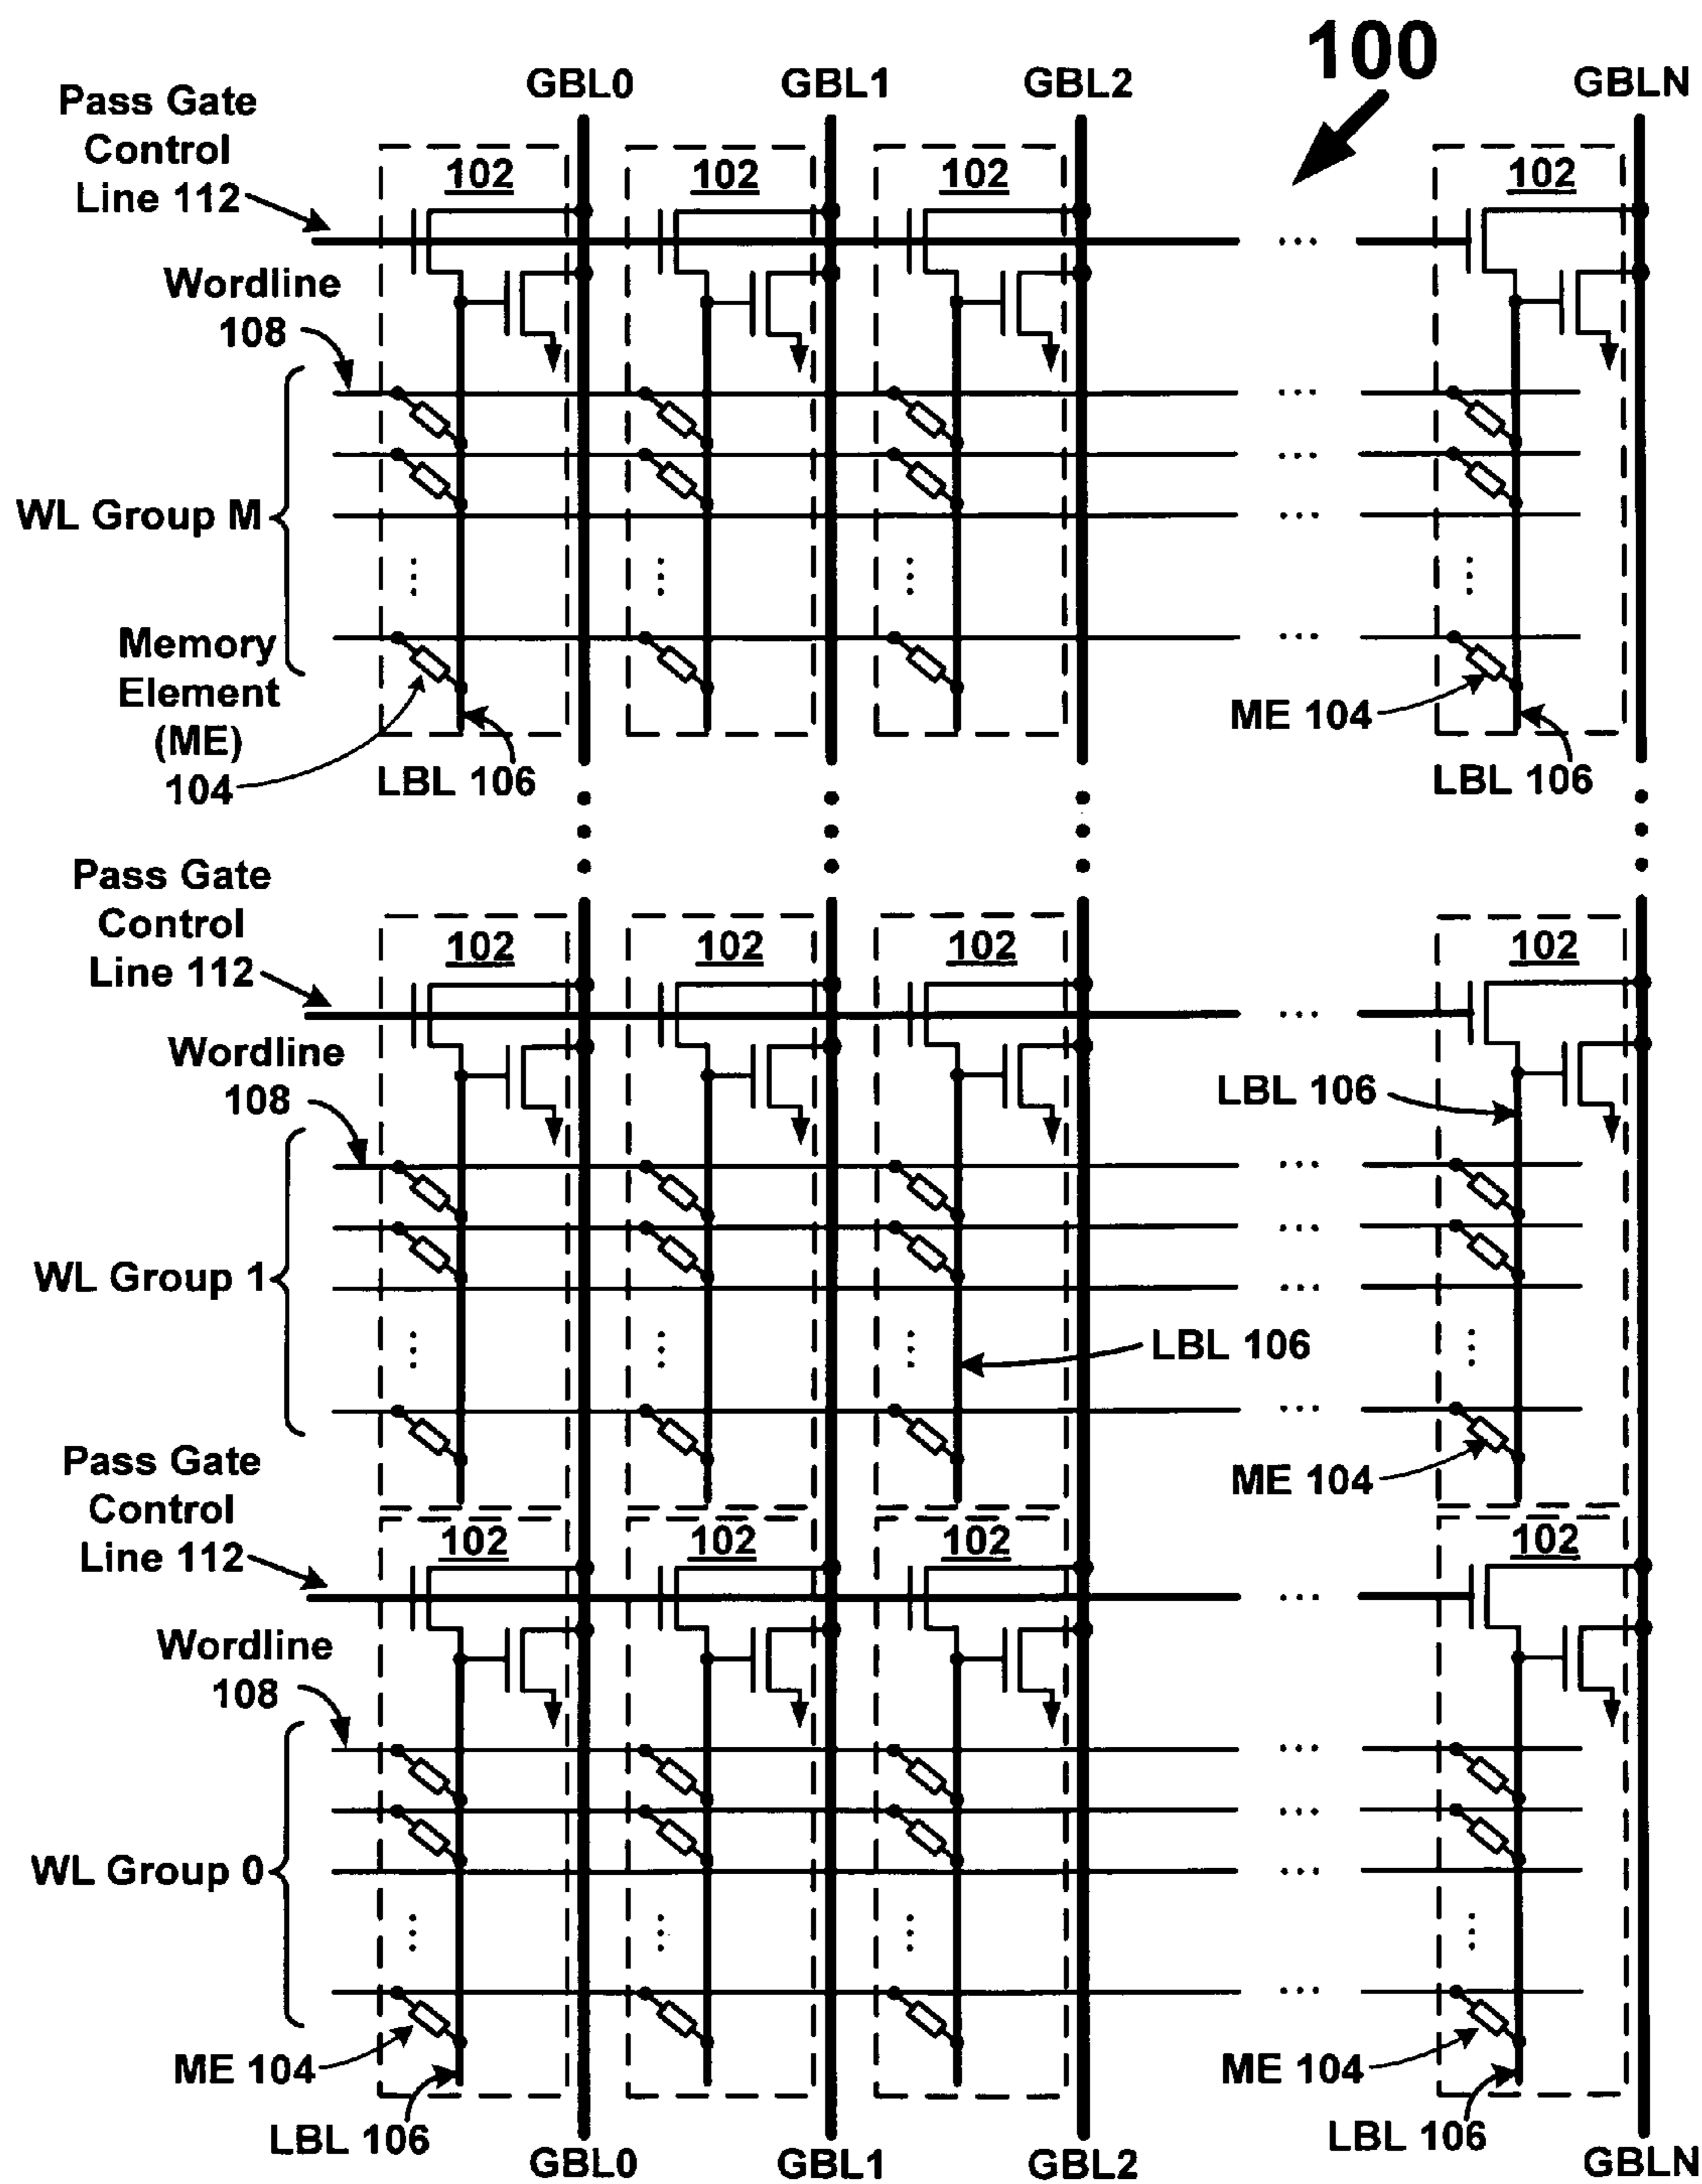 100
GBL0 GBL1 GBL2 GBLN
Pass Gate
Control
Line 112
102 102 102 102
Wordline
108
...
...
WL Group M
...
Memory
Element
(ME)
104
...
ME 104
LBL 106
LBL 106
Pass Gate
Control
Line 112
102 102 102 102
...
Wordline
108
LBL 106
...
...
WL Group 1
...
LBL 106
...
ME 104
Pass Gate
Control
Line 112
102 102 102 102
...
Wordline
108
...
...
WL Group 0
...
...
ME 104
ME 104
LBL 106
LBL 106
GBL0 GBL1 GBL2 GBLN